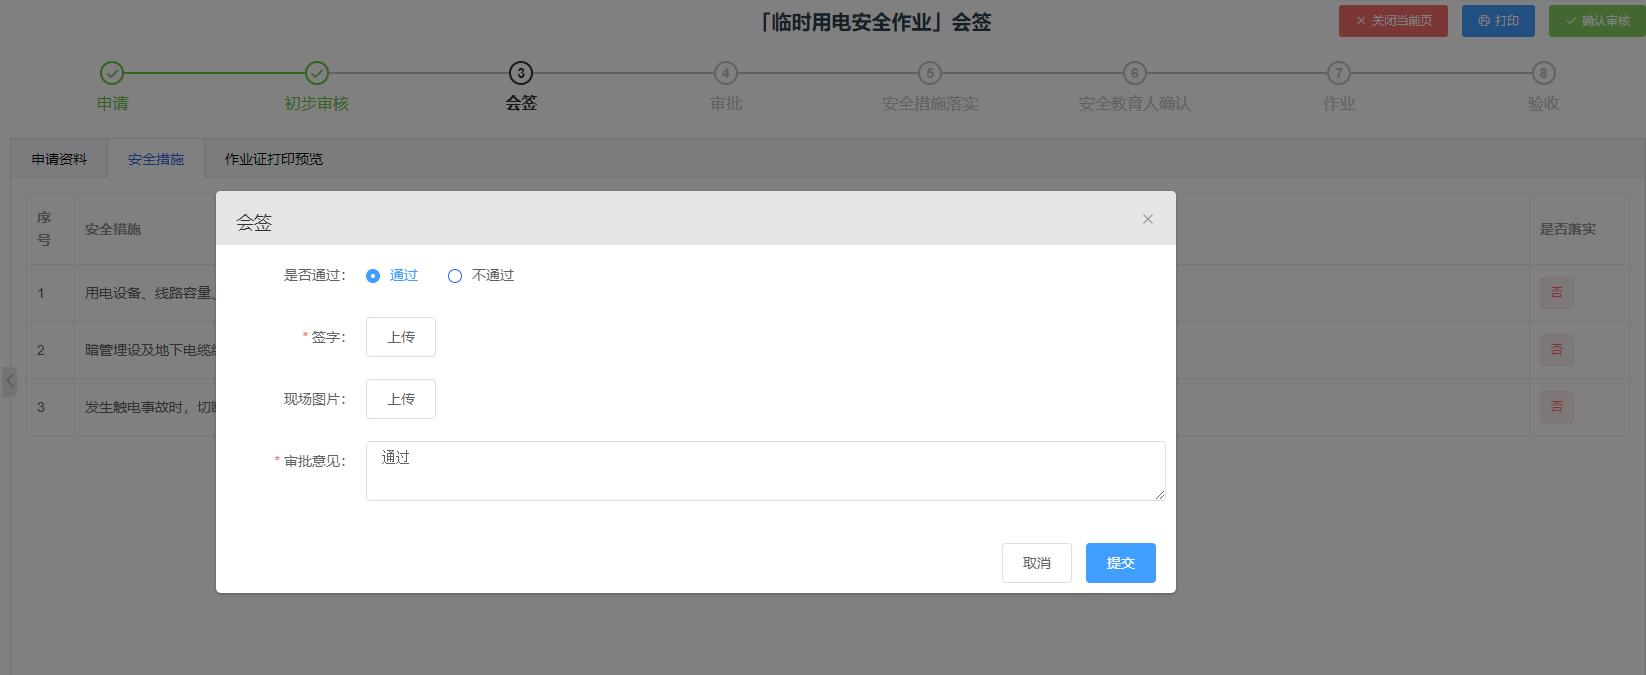 「临时用电安全作业」会签
关闭当前页
打印
确认审核
3
4
5
6
7
8
申请
初步审核
会签
审批
安全措施落实
安全教育人确认
作业
验收
申请资料
安全措施
作业证打印预览
序号
安全措施
是否落实
1
用电设备、线路容量、
否
2
暗管埋设及地下电缆
否
3
发生触电事故时，切
否
会签
是否通过：
通过
不通过
* 签字：
上传
现场图片：
上传
* 审批意见：
通过
取消
提交